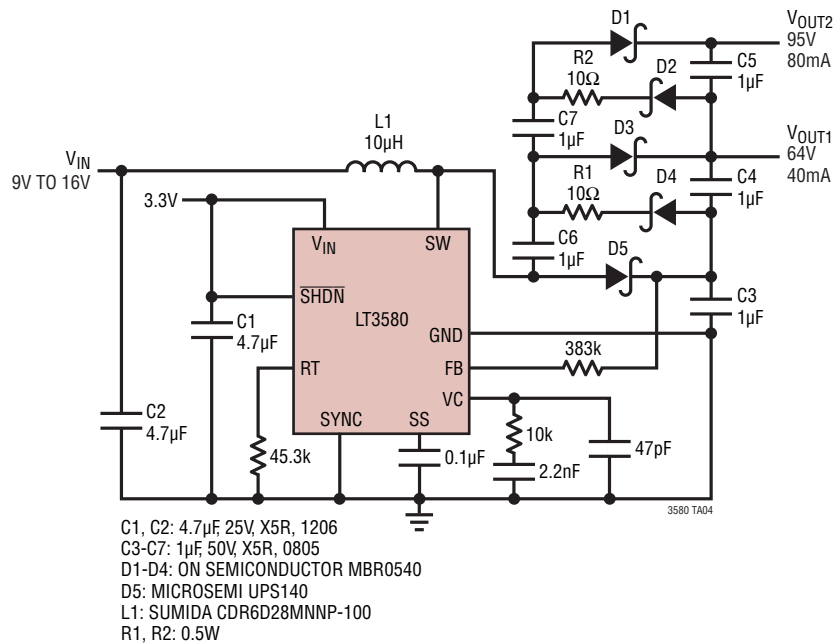 D1
VOUT2
95V
80mA
R2
10Ω
D2
C5
1µF
C7
1µF
D3
VOUT1
64V
40mA
L1
10µH
VIN
9V TO 16V
R1
10Ω
D4
C4
1µF
3.3V
C6
1µF
D5
VIN
SW
SHDN
LT3580
C3
1µF
C1
4.7µF
GND
383k
RT
FB
VC
C2
4.7µF
SYNC
SS
10k
47pF
45.3k
0.1µF
2.2nF
3580 TA04
C1, C2: 4.7µF, 25V, X5R, 1206
C3-C7: 1µF, 50V, X5R, 0805
D1-D4: ON SEMICONDUCTOR MBR0540
D5: MICROSEMI UPS140
L1: SUMIDA CDR6D28MNNP-100
R1, R2: 0.5W